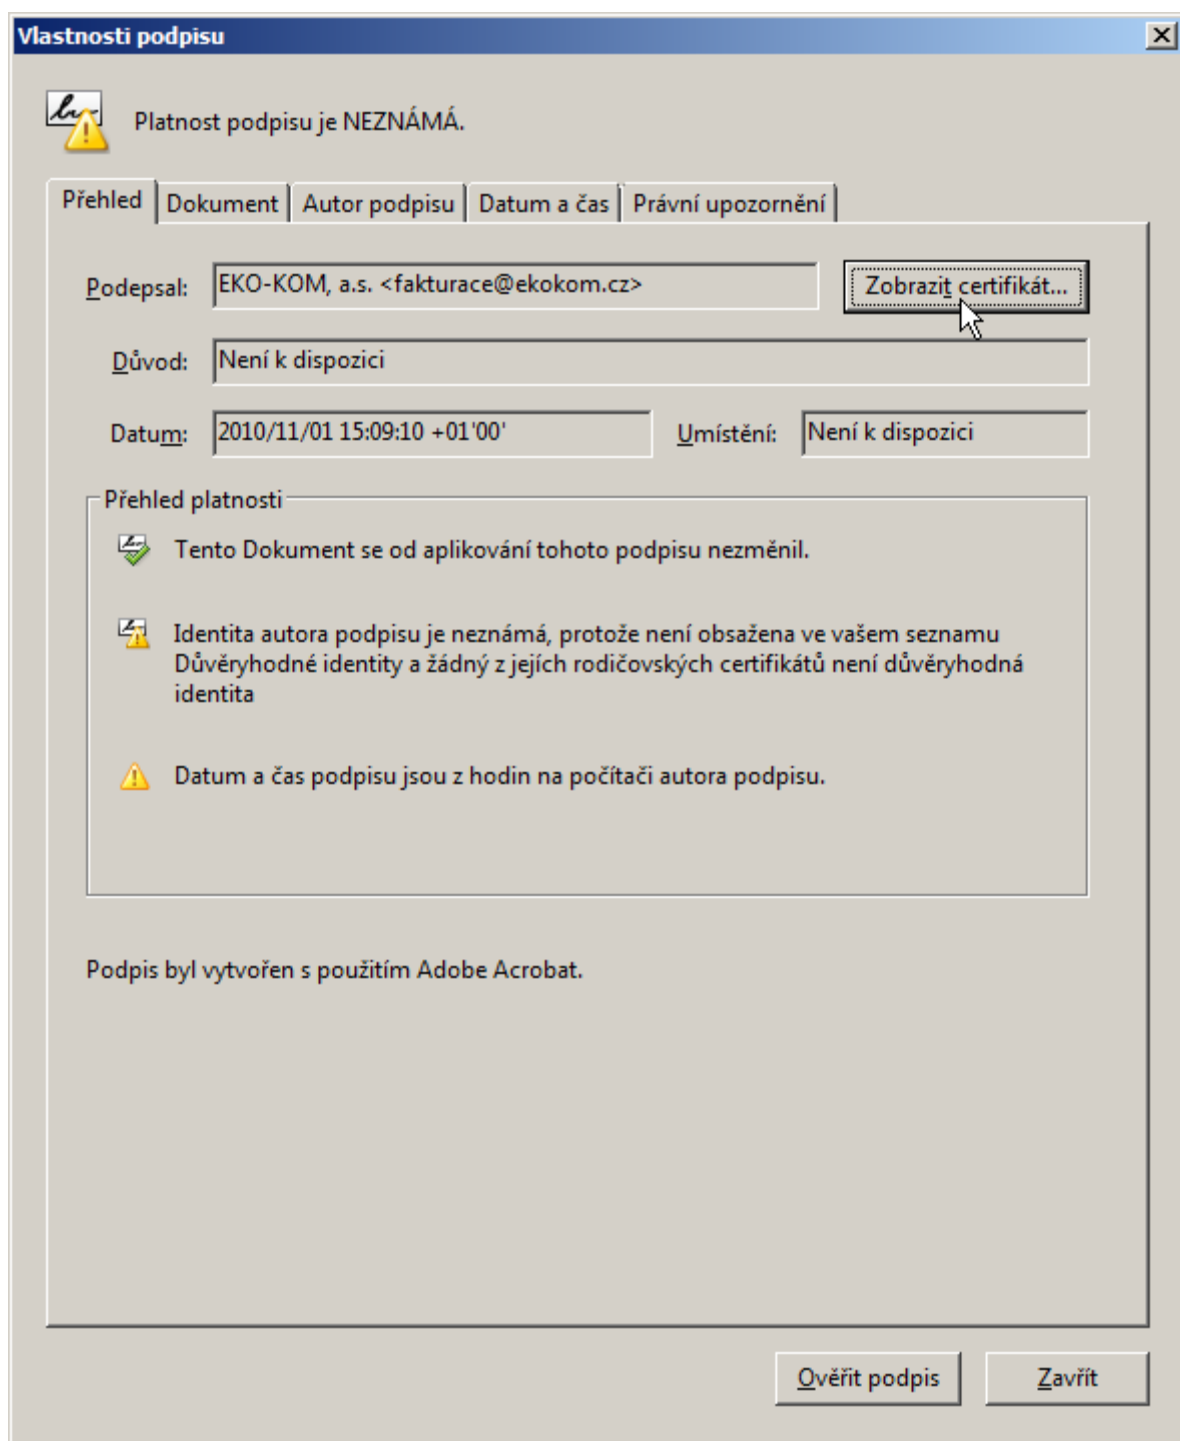 Vlastnosti podpisu
Platnost podpisu je NEZNÁMÁ.
Přehled Dokument Autor podpisu Datum a čas Právní upozornění
Podepsal: EKO-KOM, a.s. <fakturace@ekokom.cz> Zobrazit certifikát...
Důvod: Není k dispozici
Datum: 2010/11/01 15:09:10 +01'00' Umístění: Není k dispozici
Přehled platnosti
Tento Dokument se od aplikování tohoto podpisu nezměnil.
Identita autora podpisu je neznámá, protože není obsažena ve vašem seznamu
Důvěryhodné identity a žádný z jejích rodičovských certifikátů není důvěryhodná
identita
Datum a čas podpisu jsou z hodin na počítači autora podpisu.
Podpis byl vytvořen s použitím Adobe Acrobat.
Ověřit podpis Zavřít